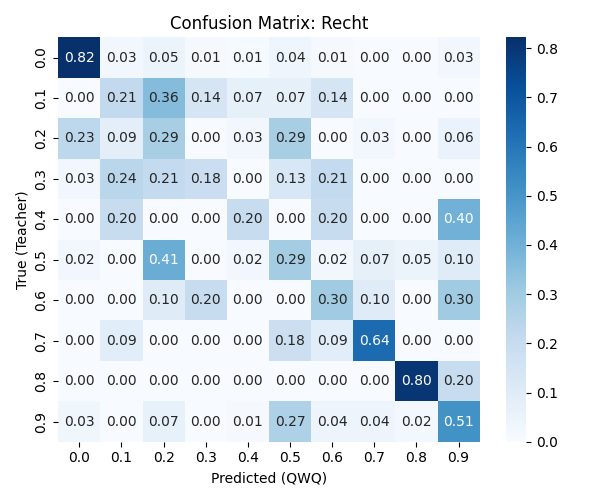 Confusion Matrix: Recht
0.0 0.82 0.03 0.05 0.01 0.01 0.04 0.01 0.00 0.00 0.03
0.1 0.00 0.21 0.36 0.14 0.07 0.07 0.14 0.00 0.00 0.00
0.2 0.23 0.09 0.29 0.00 0.03 0.29 0.00 0.03 0.00 0.06
0.3 0.03 0.24 0.21 0.18 0.00 0.13 0.21 0.00 0.00 0.00
0.4 0.00 0.20 0.00 0.00 0.20 0.00 0.20 0.00 0.00 0.40
0.5 0.02 0.00 0.41 0.00 0.02 0.29 0.02 0.07 0.05 0.10
0.6 0.00 0.00 0.10 0.20 0.00 0.00 0.30 0.10 0.00 0.30
0.7 0.00 0.09 0.00 0.00 0.00 0.18 0.09 0.64 0.00 0.00
0.8 0.00 0.00 0.00 0.00 0.00 0.00 0.00 0.00 0.80 0.20
0.9 0.03 0.00 0.07 0.00 0.01 0.27 0.04 0.04 0.02 0.51
0.0 0.1 0.2 0.3 0.4 0.5 0.6 0.7 0.8 0.9
Predicted (QWQ)
True (Teacher)
0.8
0.7
0.6
0.5
0.4
0.3
0.2
0.1
0.0